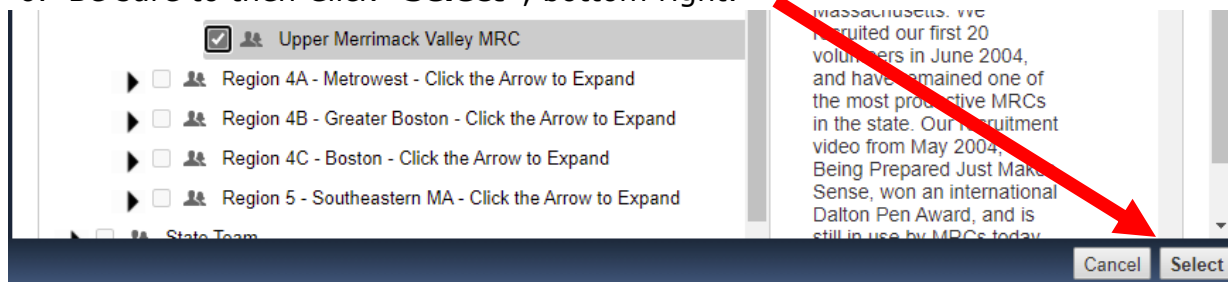 Be sure to then Click "Select", bottom right.
Upper Merrimack Valley MRC
Region 4A - Metrowest - Click the Arrow to Expand
Region 4B - Greater Boston - Click the Arrow to Expand
Region 4C - Boston - Click the Arrow to Expand
Region 5 - Southeastern MA - Click the Arrow to Expand
State Team
Massachusetts. We
recruited our first 20
volunteers in June 2004,
and have remained one of
the most productive MRCs
in the state. Our recruitment
video from May 2004,
Being Prepared Just Makes
Sense, won an international
Dalton Pen Award, and is
still in use by MRCs today
Cancel
Select